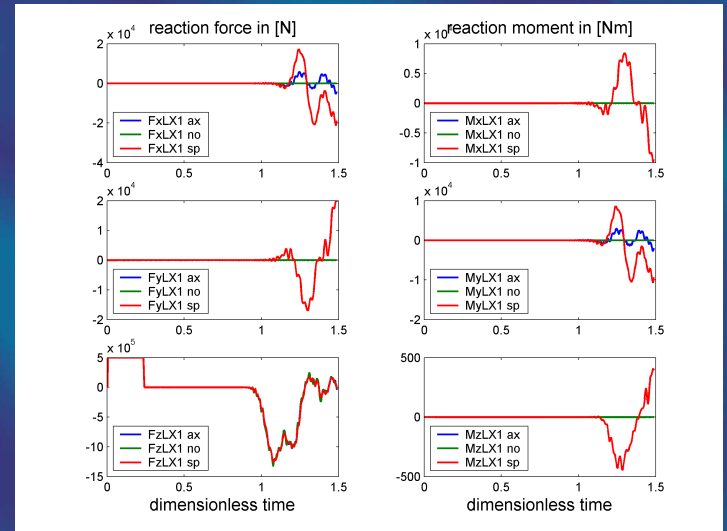 reaction force in [N]
x 10^4
2
0
-2
-4
FxLX1 ax
FxLX1 no
FxLX1 sp
0 0.5 1 1.5
x 10^4
2
1
0
-1
-2
FyLX1 ax
FyLX1 no
FyLX1 sp
0 0.5 1 1.5
x 10^5
5
0
-5
-10
-15
FzLX1 ax
FzLX1 no
FzLX1 sp
0 0.5 1 1.5
dimensionless time
reaction moment in [Nm]
1
0.5
0
-0.5
-1
MxLX1 ax
MxLX1 no
MxLX1 sp
0 0.5 1 1.5
x 10^4
1
0
-1
-2
MyLX1 ax
MyLX1 no
MyLX1 sp
0 0.5 1 1.5
500
0
-500
MzLX1 ax
MzLX1 no
MzLX1 sp
0 0.5 1 1.5
dimensionless time